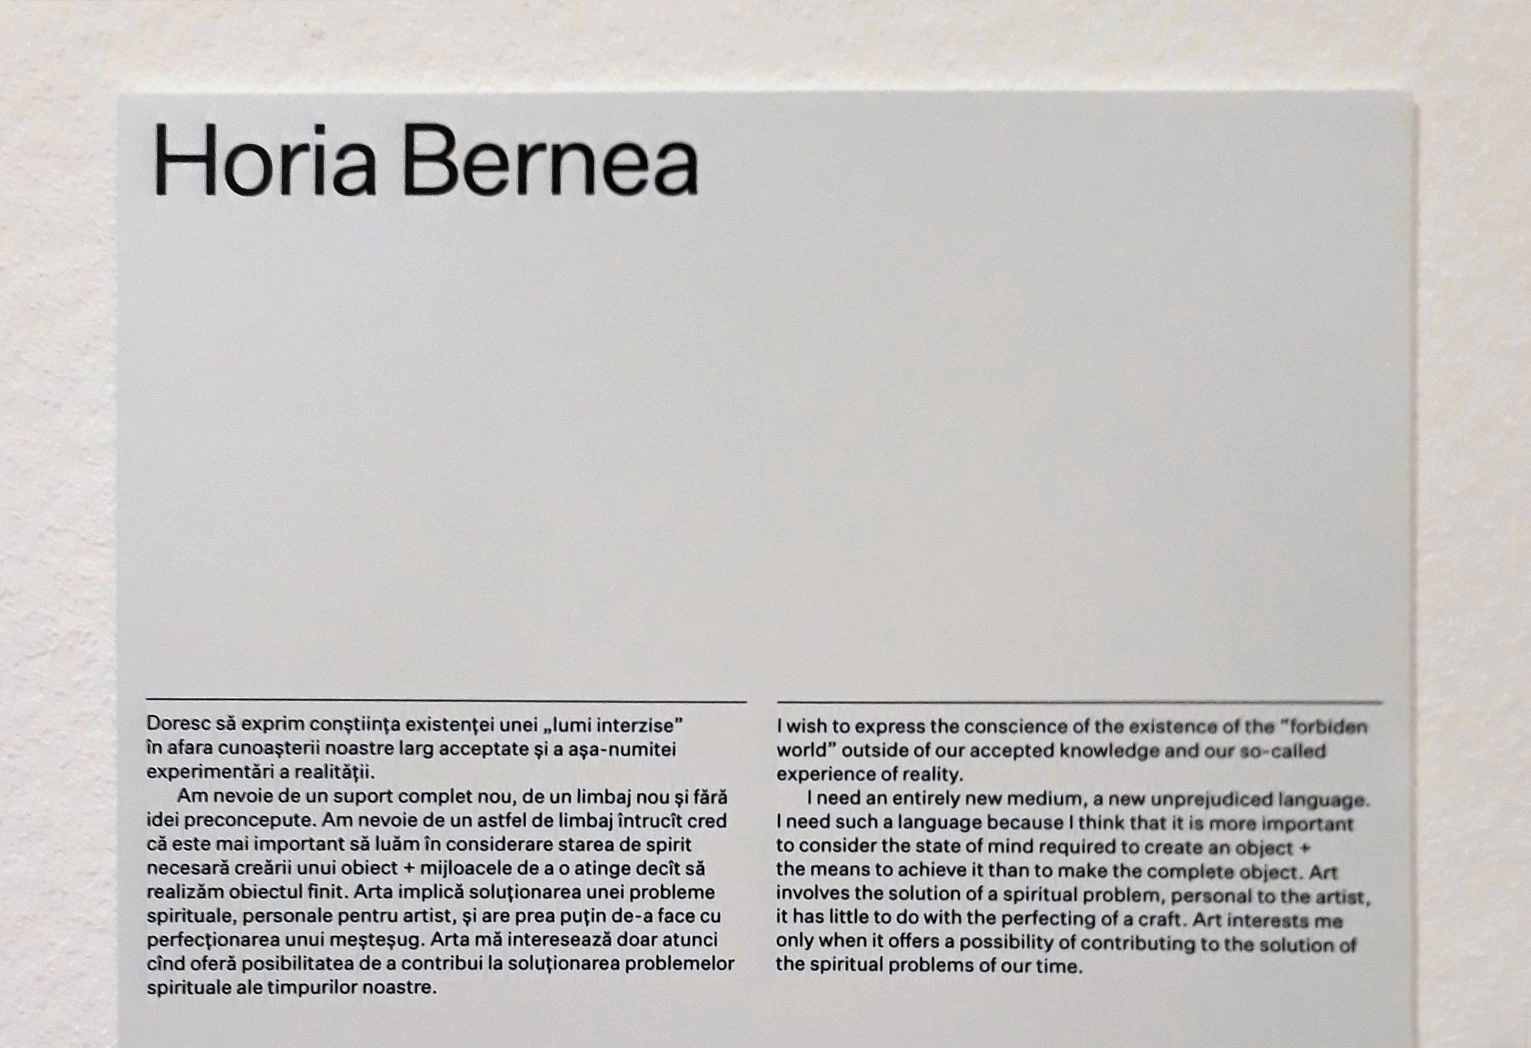 Horia Bernea
Doresc să exprim conștiința existenței unei „lumi interzise”
în afara cunoașterii noastre larg acceptate și a așa-numitei
experimentări a realității.
Am nevoie de un suport complet nou, de un limbaj nou și fără
idei preconcepute. Am nevoie de un astfel de limbaj întrucît cred
că este mai important să luăm în considerare starea de spirit
necesară creării unui obiect + mijloacele de a o atinge decît să
realizăm obiectul finit. Arta implică soluționarea unei probleme
spirituale, personale pentru artist, și are prea puțin de-a face cu
perfecționarea unui meșteșug. Arta mă interesează doar atunci
cînd oferă posibilitatea de a contribui la soluționarea problemelor
spirituale ale timpurilor noastre.
I wish to express the conscience of the existence of the “forbiden
world” outside of our accepted knowledge and our so-called
experience of reality.
I need an entirely new medium, a new unprejudiced language.
I need such a language because I think that it is more important
to consider the state of mind required to create an object +
the means to achieve it than to make the complete object. Art
involves the solution of a spiritual problem, personal to the artist,
it has little to do with the perfecting of a craft. Art interests me
only when it offers a possibility of contributing to the solution of
the spiritual problems of our time.